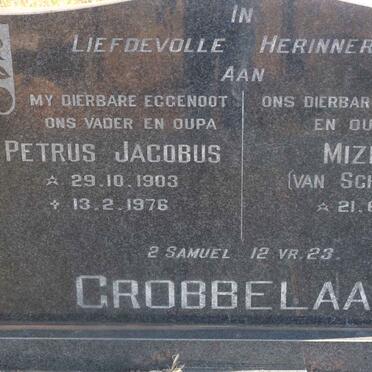 IN
LIEFDEVOLLE HERINNER
AAN
MY DIERBARE EGGENOOT
ONS VADER EN OUPA
PETRUS JACOBUS
☆ 29.10.1903
✝ 13.2.1976
ONS DIERBAR
EN OU
MIZ
(VAN SC
☆
✝ 21.
2 SAMUEL 12 VR.23.
GROBBELAA